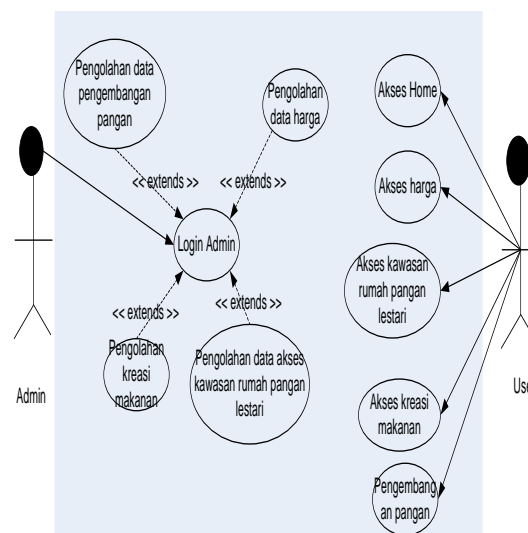 Pengolahan data
pengembangan
pangan
Pengolahan
data harga
<< extends >>
<< extends >>
Login Admin
<< extends >>
<< extends >>
Pengolahan
kreasi
makanan
Pengolahan data akses
kawasan rumah pangan
lestari
Admin
Akses Home
Akses harga
Akses kawasan
rumah pangan
lestari
Akses kreasi
makanan
Pengembang
an pangan